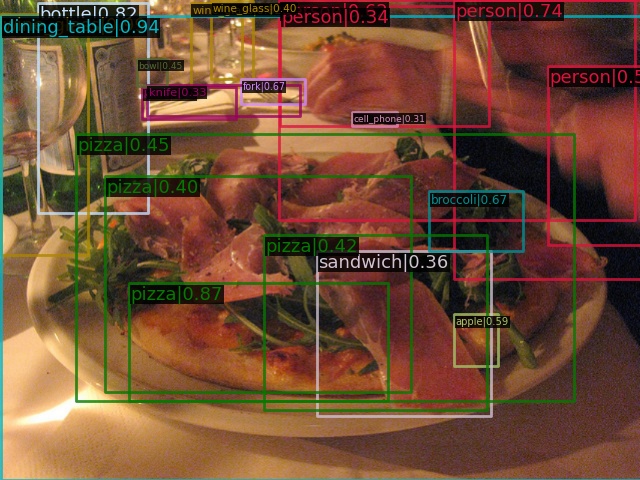 bottle|0.82
wine_glass|0.40
person|0.34
person|0.74
dining_table|0.94
bowl|0.45
person|0.5
knife|0.33
fork|0.67
cell_phone|0.31
pizza|0.45
pizza|0.40
broccoli|0.67
pizza|0.42
sandwich|0.36
pizza|0.87
apple|0.59